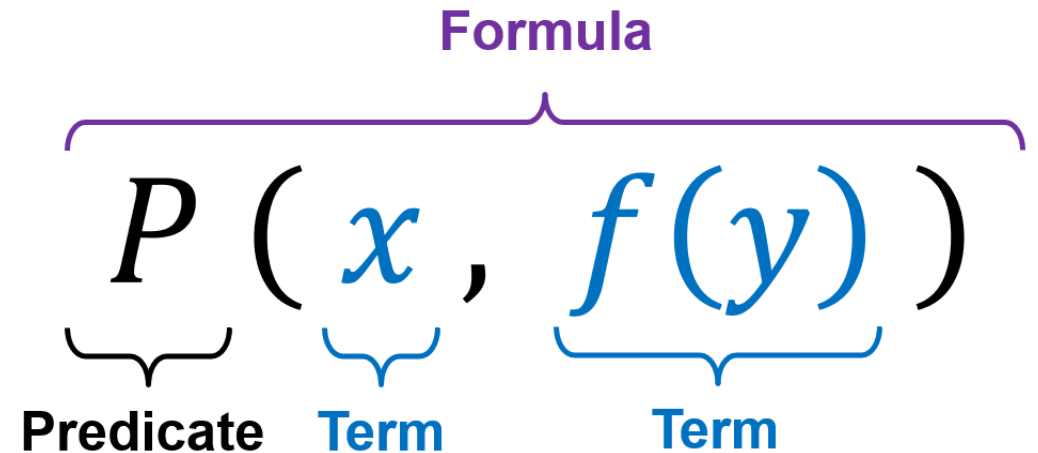 Formula
P ( x , f(y) )
Predicate Term Term